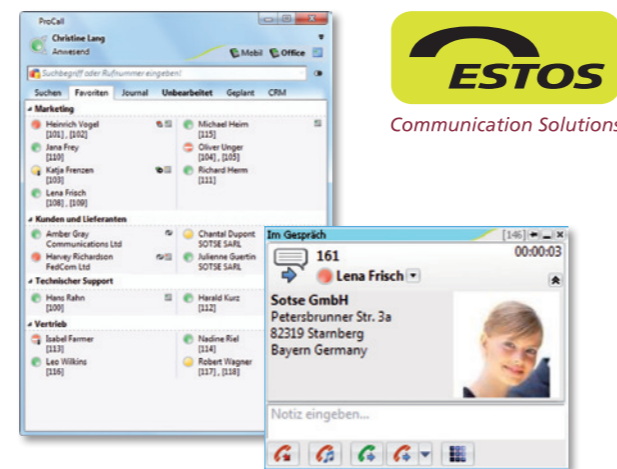 ProCall
Christine Lang
Anwesend
Mobil Office
Suchbegriff oder Rufnummer eingeben!
Suchen Favoriten Journal Unbearbeitet Geplant CRM
Marketing
Heinrich Vogel
[101] , [102]
Michael Heim
[115]
Jana Frey
[110]
Oliver Unger
[104] , [105]
Katja Frenzen
[103]
Richard Herm
[111]
Lena Frisch
[108] , [109]
Kunden und Lieferanten
Amber Gray
Communications Ltd
Chantal Dupont
SOTSE SARL
Harvey Richardson
FedCom Ltd
Julienne Guertin
SOTSE SARL
Technischer Support
Hans Rahn
[100]
Harald Kurz
[112]
Vertrieb
Isabel Farmer
[113]
Nadine Riel
[114]
Leo Wilkins
[116]
Robert Wagner
[117] , [118]
ESTOS
Communication Solutions
Im Gespräch [146]
161 00:00:03
Lena Frisch
Sotse GmbH
Petersbrunner Str. 3a
82319 Starnberg
Bayern Germany
Notiz eingeben...